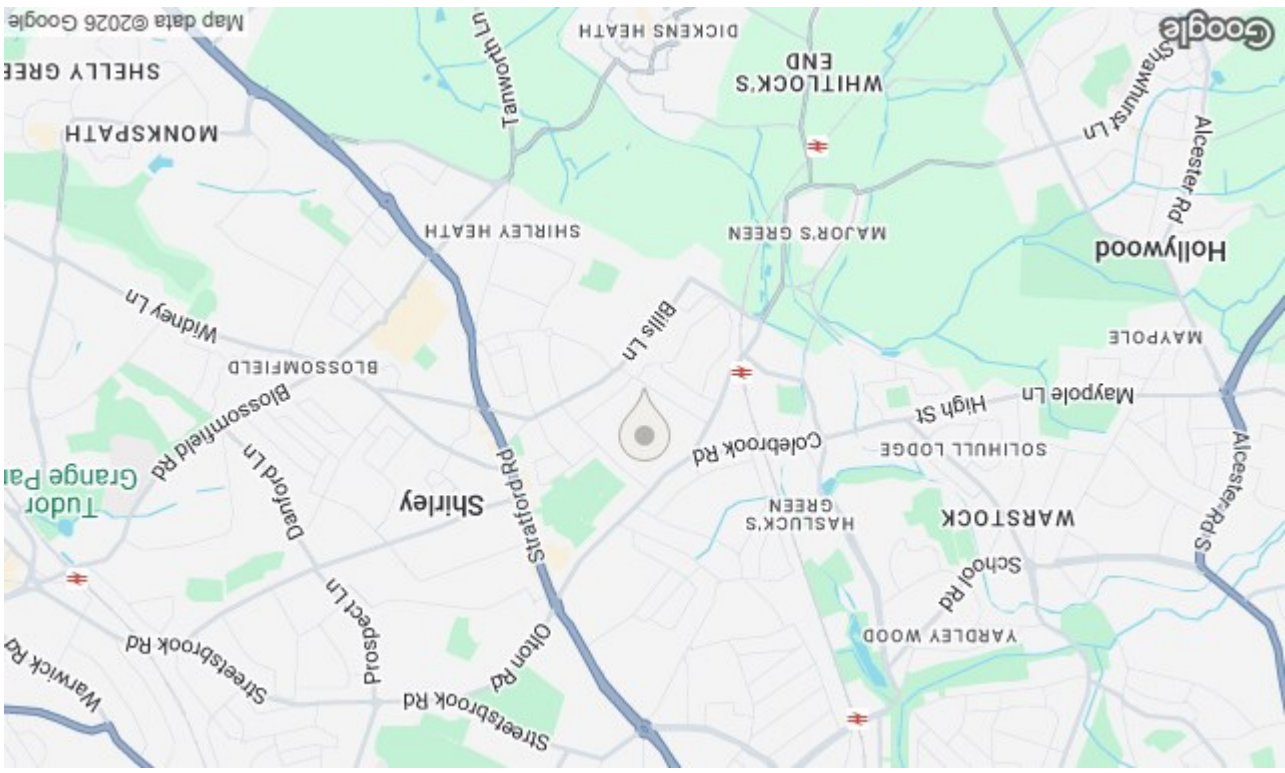 Streetsbrook Rd
Warwick Rd
Streetsbrook Rd
Olton Rd
Prospect Ln
YARDLEY WOOD
School Rd
Stratford Rd
Shirley
WARSTOCK
HASLUCK'S
GREEN
Alcester Rd S
Tudor
Grange Par
Danford Ln
Blossomfield Rd
SOLIHULL LODGE
Colebrook Rd
High St
Maypole Ln
BLOSSOMFIELD
MAYPOLE
Bills Ln
Widney Ln
Hollywood
MAJOR'S GREEN
SHIRLEY HEATH
Alcester Rd
Shawhurst Ln
MONKSPATH
Tanworth Ln
WHITLOCK'S
END
SHELLY GREE
DICKENS HEATH
Google
Map data ©2026 Google